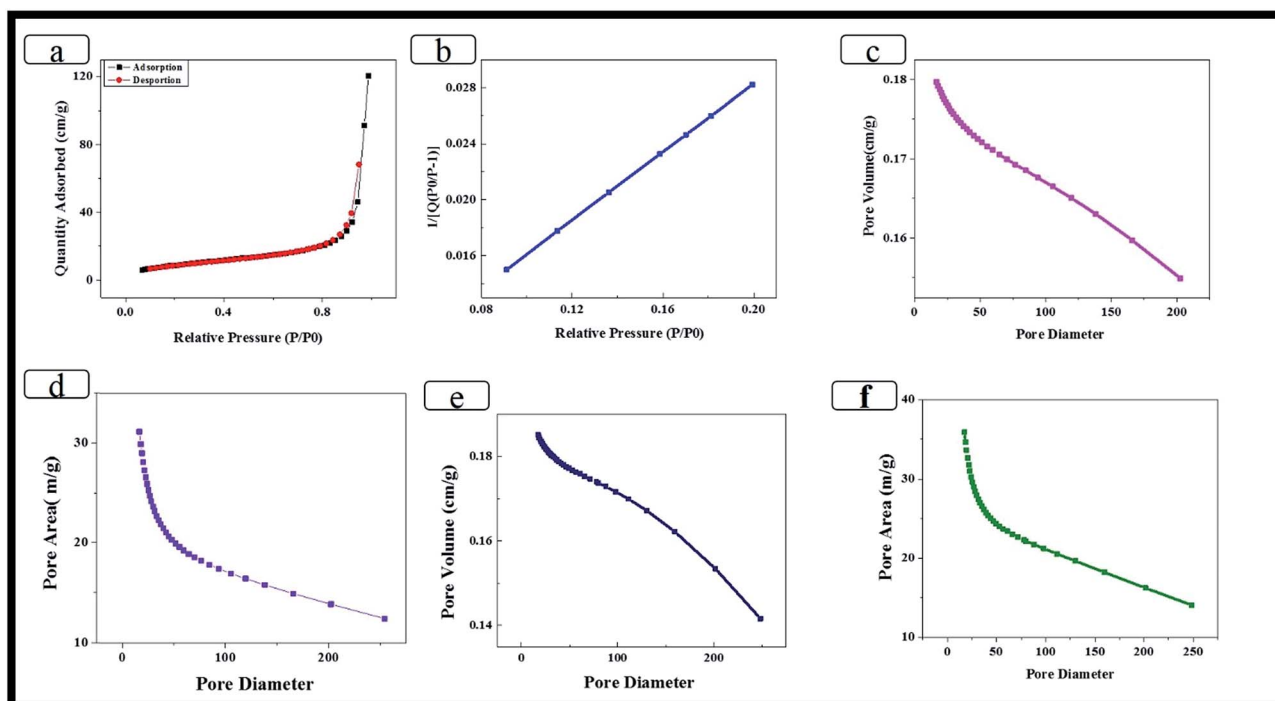 a
Adsorption
Desportion
Quantity Adsorbed (cm/g)
120
80
40
0
0.0 0.4 0.8
Relative Pressure (P/P0)
b
1/[Q(P0/P-1)]
0.028
0.024
0.020
0.016
0.08 0.12 0.16 0.20
Relative Pressure (P/P0)
c
Pore Volume(cm/g)
0.18
0.17
0.16
0 50 100 150 200
Pore Diameter
d
Pore Area( m/g)
30
20
10
0 100 200
Pore Diameter
e
Pore Volume (cm/g)
0.18
0.16
0.14
0 100 200
Pore Diameter
f
Pore Area (m/g)
40
30
20
10
0 50 100 150 200 250
Pore Diameter